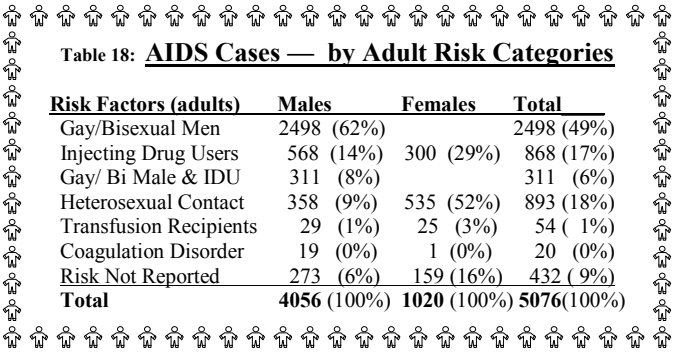 Table 18: AIDS Cases — by Adult Risk Categories
Risk Factors (adults) Males Females Total
Gay/Bisexual Men 2498 (62%) 2498 (49%)
Injecting Drug Users 568 (14%) 300 (29%) 868 (17%)
Gay/ Bi Male & IDU 311 (8%) 311 (6%)
Heterosexual Contact 358 (9%) 535 (52%) 893 (18%)
Transfusion Recipients 29 (1%) 25 (3%) 54 ( 1%)
Coagulation Disorder 19 (0%) 1 (0%) 20 (0%)
Risk Not Reported 273 (6%) 159 (16%) 432 ( 9%)
Total 4056 (100%) 1020 (100%) 5076(100%)